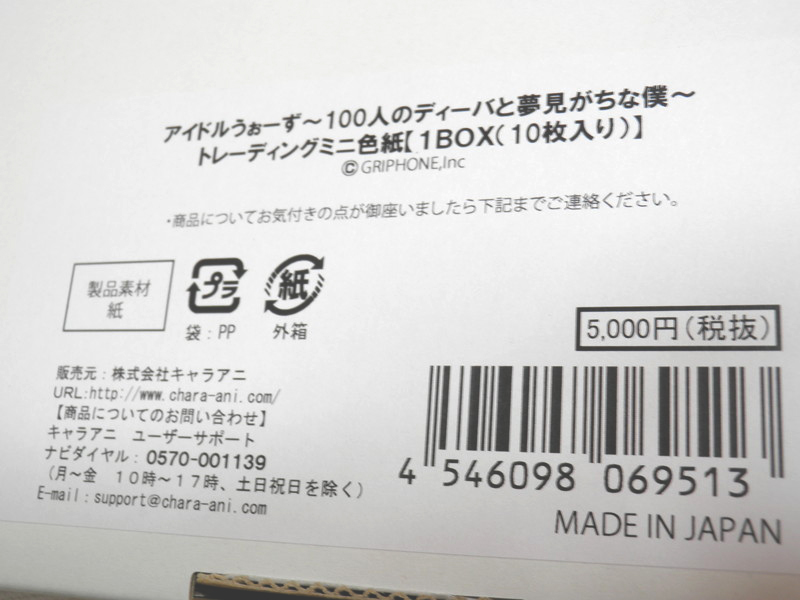 アイドルうぉーず～100人のディーバと夢見がちな僕～
トレーディングミニ色紙【1BOX(10枚入り)】
©GRIPHONE,Inc
・商品についてお気付きの点が御座いましたら下記までご連絡ください。
製品素材
紙
プラ
袋：PP
紙
外箱
5,000円(税抜)
販売元：株式会社キャラアニ
URL:http://www.chara-ani.com/
【商品についてのお問い合わせ】
キャラアニ ユーザーサポート
ナビダイヤル：0570-001139
(月～金 10時～17時、土日祝日を除く)
E-mail：support@chara-ani.com
4 546098 069513
MADE IN JAPAN